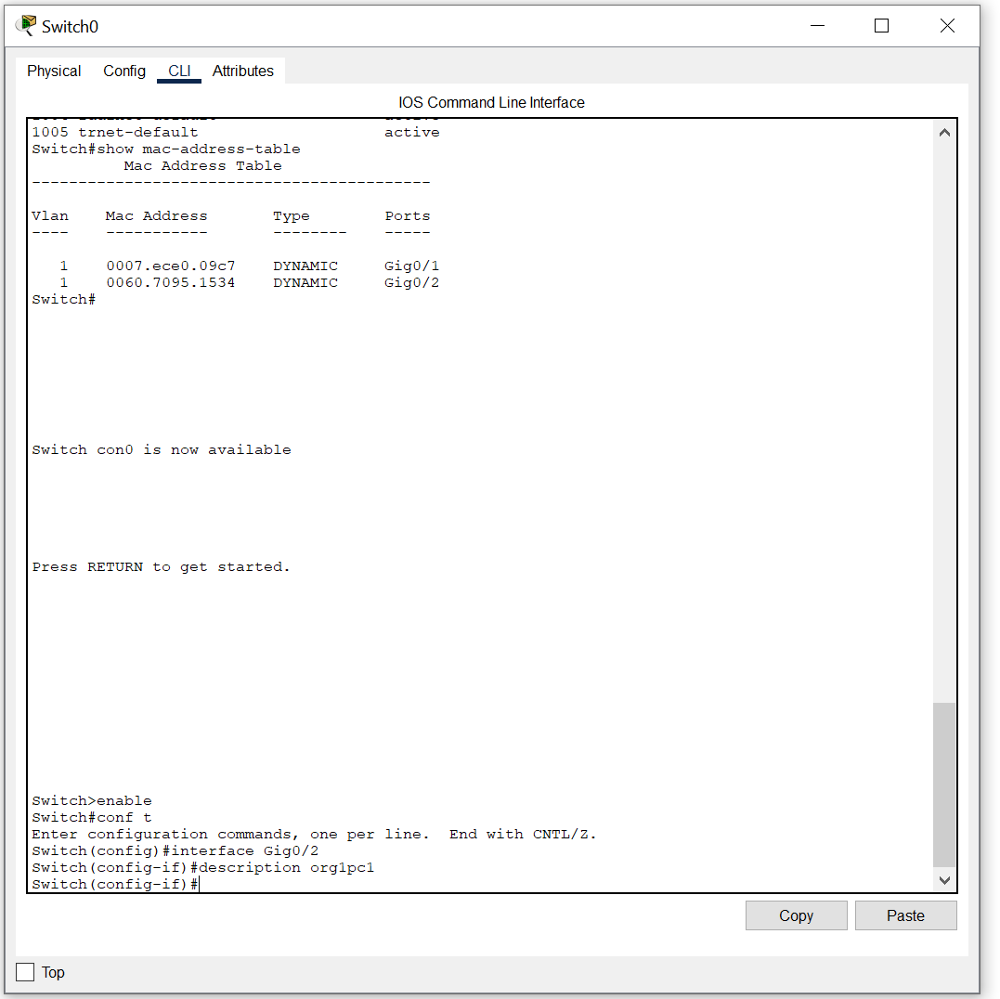 Switch0
Physical Config CLI Attributes
IOS Command Line Interface
1005 trnet-default active
Switch#show mac-address-table
Mac Address Table
-------------------------------------------
Vlan Mac Address Type Ports
---- ----------- -------- -----
1 0007.ece0.09c7 DYNAMIC Gig0/1
1 0060.7095.1534 DYNAMIC Gig0/2
Switch#
Switch con0 is now available
Press RETURN to get started.
Switch>enable
Switch#conf t
Enter configuration commands, one per line. End with CNTL/Z.
Switch(config)#interface Gig0/2
Switch(config-if)#description org1pc1
Switch(config-if)#
Copy Paste
Top